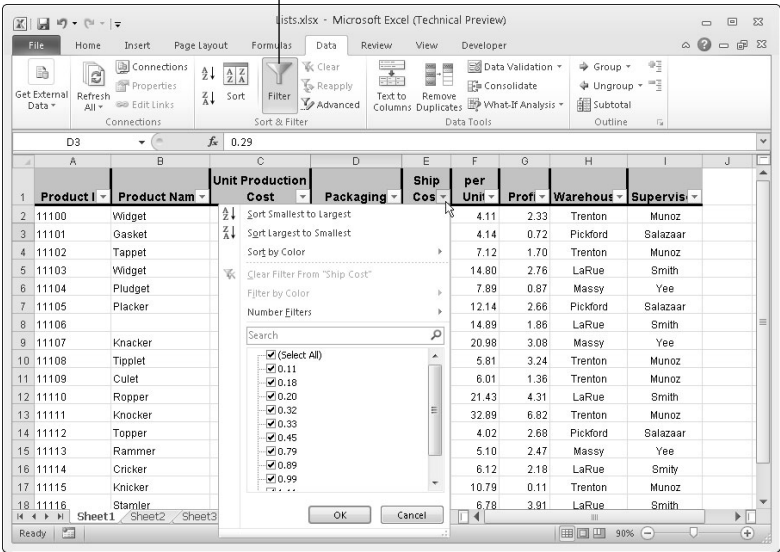 Lists.xlsx - Microsoft Excel (Technical Preview)
File Home Insert Page Layout Formulas Data Review View Developer
Get External Data
Refresh All
Connections
Properties
Edit Links
Connections
Sort
Filter
Clear
Reapply
Advanced
Sort & Filter
Text to Columns
Remove Duplicates
Data Validation
Consolidate
What-If Analysis
Data Tools
Group
Ungroup
Subtotal
Outline
D3 fx 0.29
A B C D E F G H I J
1 Product I Product Nam Unit Production Cost Packaging Ship Cos per Unit Profi Warehous Supervis
2 11100 Widget 4.11 2.33 Trenton Munoz
3 11101 Gasket 4.14 0.72 Pickford Salazaar
4 11102 Tappet 7.12 1.70 Trenton Munoz
5 11103 Widget 14.80 2.76 LaRue Smith
6 11104 Pludget 7.89 0.87 Massy Yee
7 11105 Placker 12.14 2.66 Pickford Salazaar
8 11106 14.89 1.86 LaRue Smith
9 11107 Knacker 20.98 3.08 Massy Yee
10 11108 Tipplet 5.81 3.24 Trenton Munoz
11 11109 Culet 6.01 1.36 Trenton Munoz
12 11110 Ropper 21.43 4.31 LaRue Smith
13 11111 Knocker 32.89 6.82 Trenton Munoz
14 11112 Topper 4.02 2.68 Pickford Salazaar
15 11113 Rammer 5.10 2.47 Massy Yee
16 11114 Cricker 6.12 2.18 LaRue Smity
17 11115 Knicker 10.79 0.11 Trenton Munoz
18 11116 Stamler 6.78 3.91 LaRue Smith
Sort Smallest to Largest
Sort Largest to Smallest
Sort by Color
Clear Filter From "Ship Cost"
Filter by Color
Number Filters
Search
(Select All)
0.11
0.18
0.20
0.32
0.33
0.45
0.79
0.89
0.99
OK Cancel
Sheet1 Sheet2 Sheet3
Ready 90%